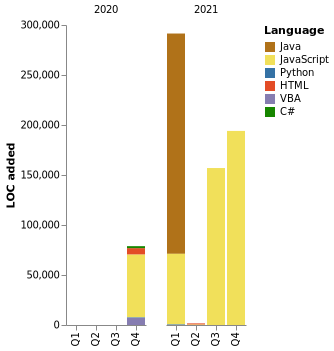 2020 2021
Language
Java
JavaScript
Python
HTML
VBA
C#
LOC added
300,000
250,000
200,000
150,000
100,000
50,000
0
Q1 Q2 Q3 Q4 Q1 Q2 Q3 Q4